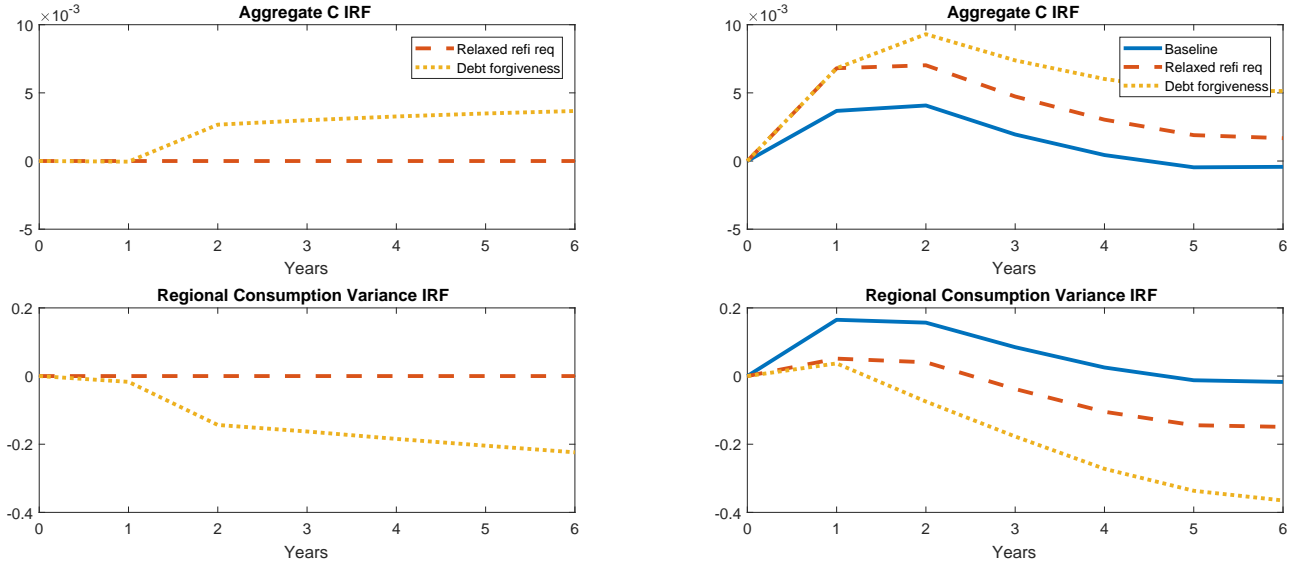 Aggregate C IRF
×10⁻³
10
5
0
-5
0 1 2 3 4 5 6
Years
Relaxed refi req
Debt forgiveness
Aggregate C IRF
×10⁻³
10
5
0
-5
0 1 2 3 4 5 6
Years
Baseline
Relaxed refi req
Debt forgiveness
Regional Consumption Variance IRF
0.2
0
-0.2
-0.4
0 1 2 3 4 5 6
Years
Regional Consumption Variance IRF
0.2
0
-0.2
-0.4
0 1 2 3 4 5 6
Years